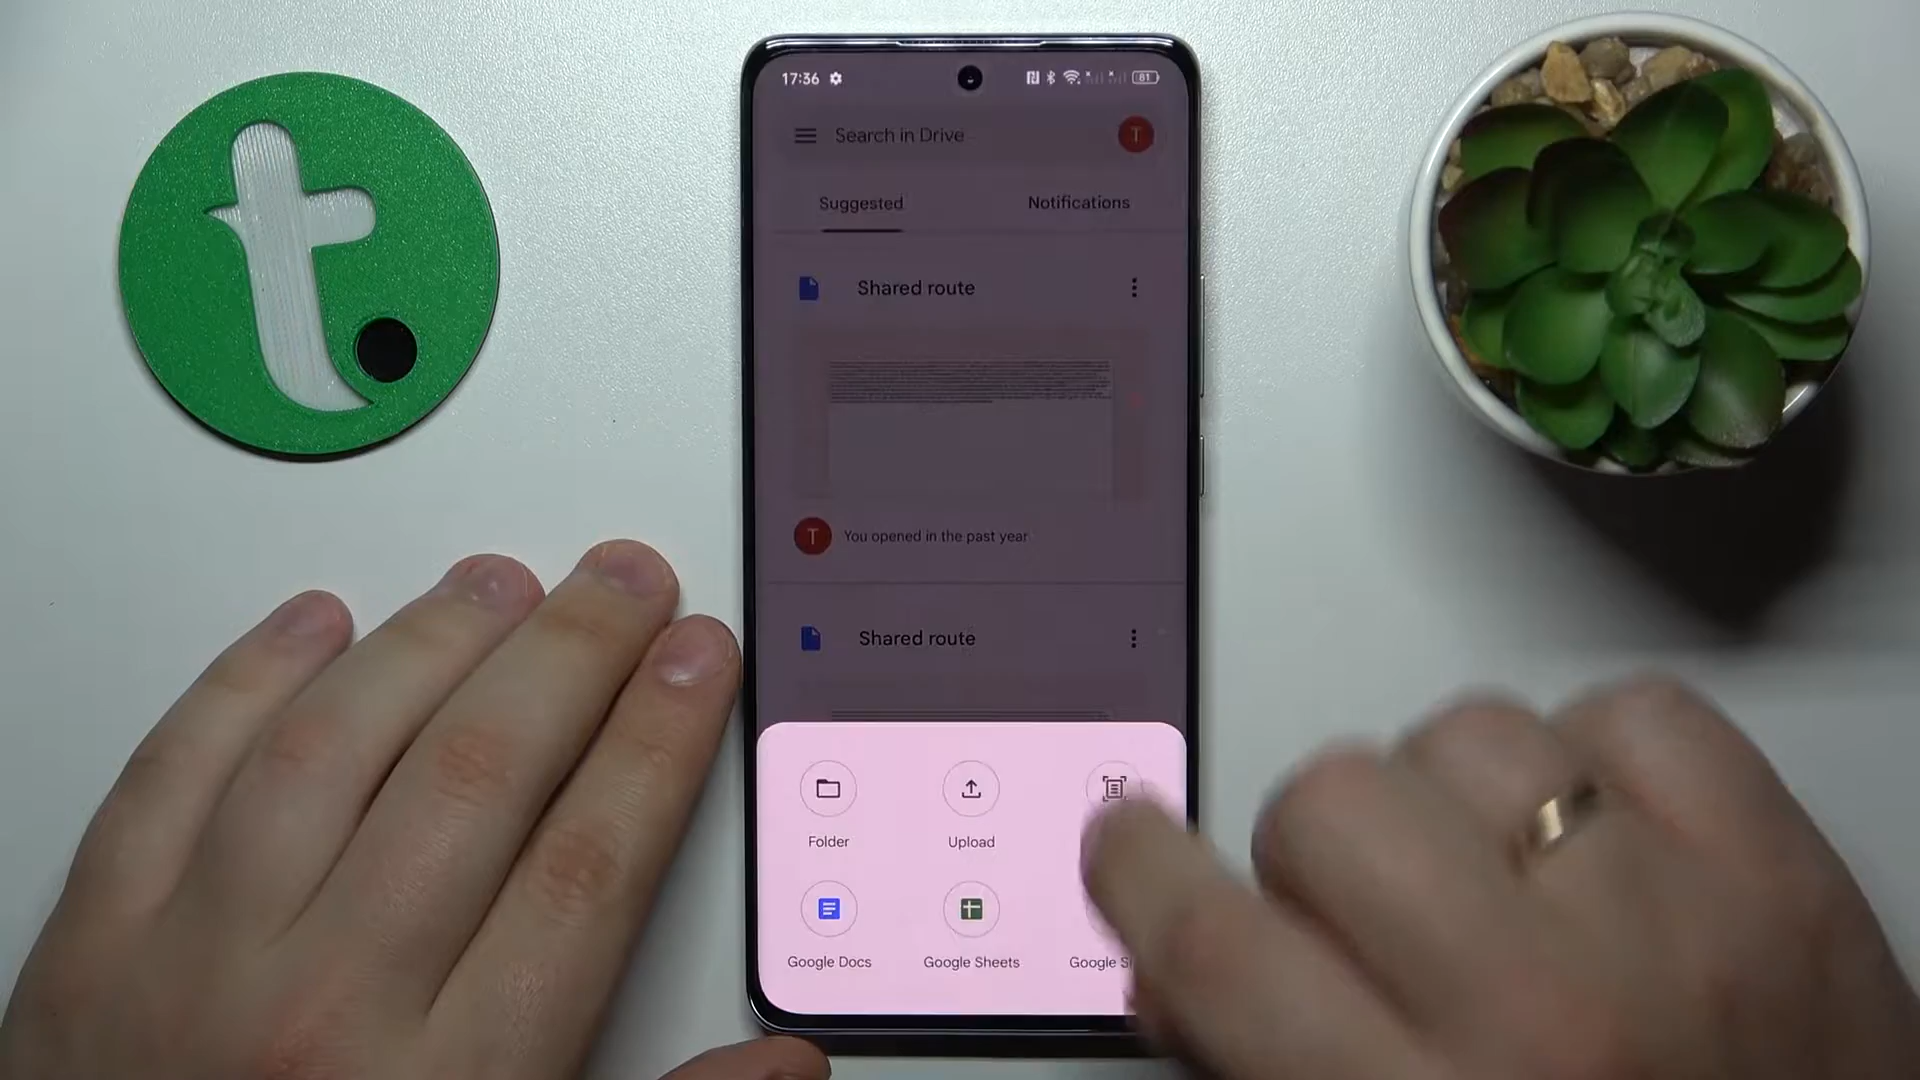 t.
17:36 81
Search in Drive T
Suggested Notifications
Shared route
T You opened in the past year
Shared route
Folder Upload
Google Docs Google Sheets Google